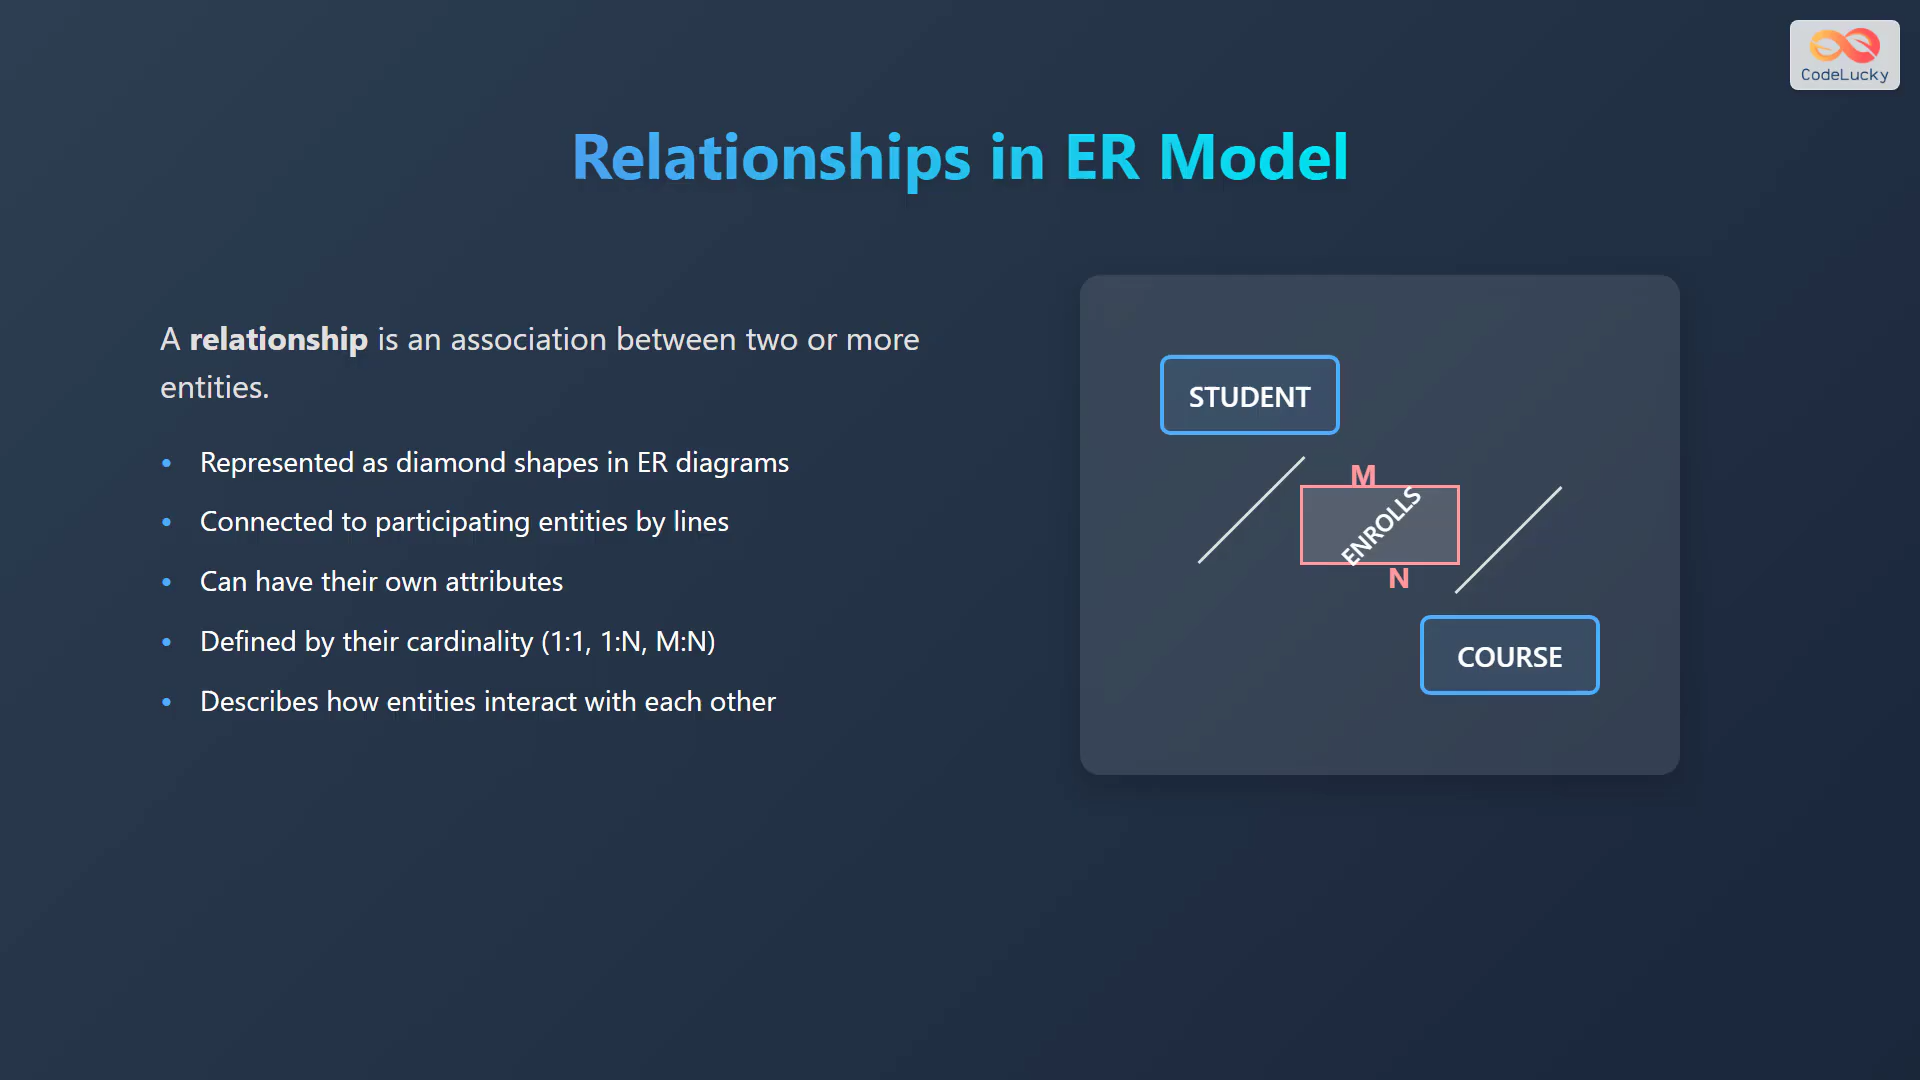 CodeLucky
Relationships in ER Model
A relationship is an association between two or more
entities.
• Represented as diamond shapes in ER diagrams
• Connected to participating entities by lines
• Can have their own attributes
• Defined by their cardinality (1:1, 1:N, M:N)
• Describes how entities interact with each other
STUDENT
M
ENROLLS
N
COURSE